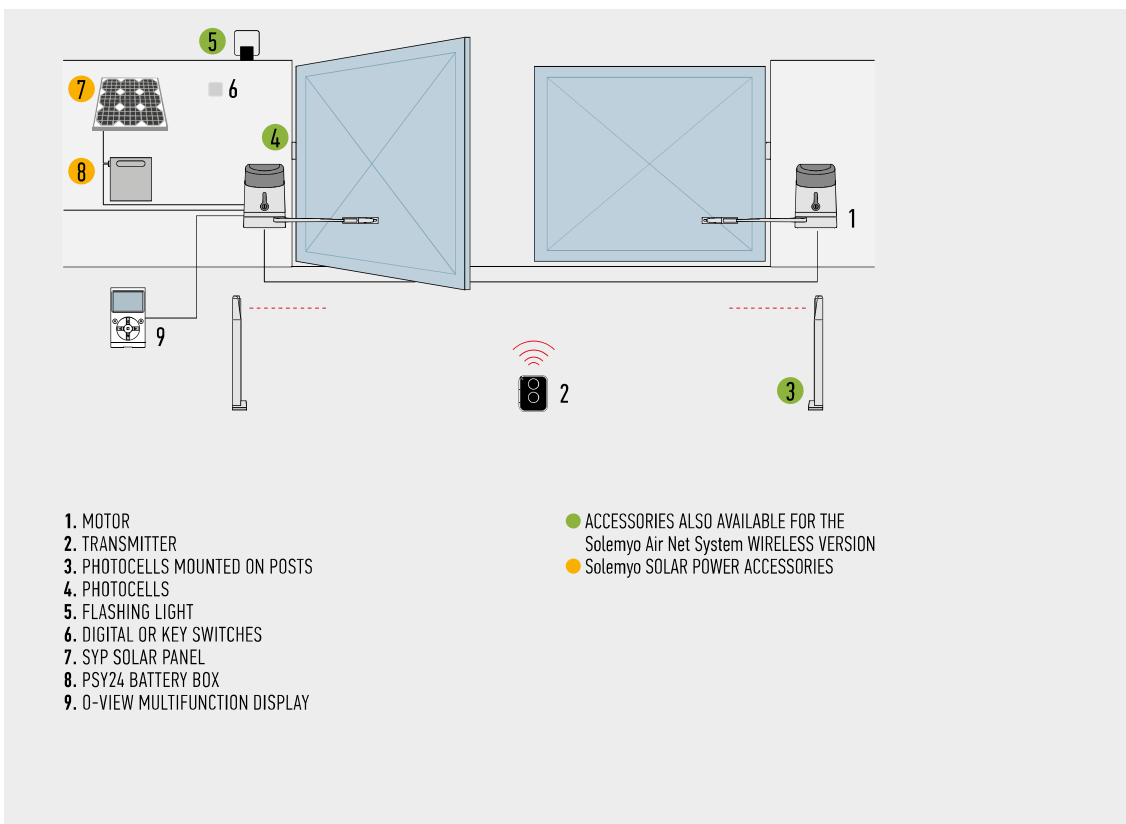 5
7
6
4
8
1
9
2
3
1. MOTOR
2. TRANSMITTER
3. PHOTOCELLS MOUNTED ON POSTS
4. PHOTOCELLS
5. FLASHING LIGHT
6. DIGITAL OR KEY SWITCHES
7. SYP SOLAR PANEL
8. PSY24 BATTERY BOX
9. O-VIEW MULTIFUNCTION DISPLAY
ACCESSORIES ALSO AVAILABLE FOR THE
Solemyo Air Net System WIRELESS VERSION
Solemyo SOLAR POWER ACCESSORIES